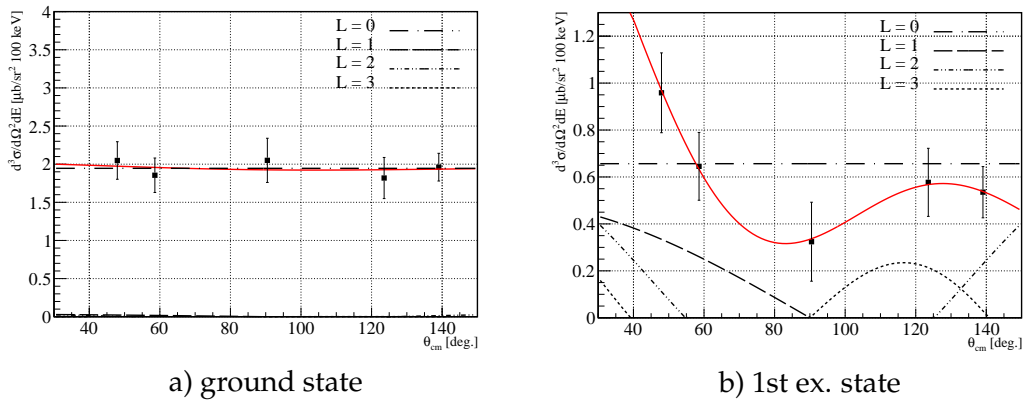 d³σ/dΩ²dE [μb/sr² 100 keV]
4
3.5
3
2.5
2
1.5
1
0.5
0
L = 0
L = 1
L = 2
L = 3
40 60 80 100 120 140
θcm [deg.]
a) ground state
d³σ/dΩ²dE [μb/sr² 100 keV]
1.2
1
0.8
0.6
0.4
0.2
0
L = 0
L = 1
L = 2
L = 3
40 60 80 100 120 140
θcm [deg.]
b) 1st ex. state